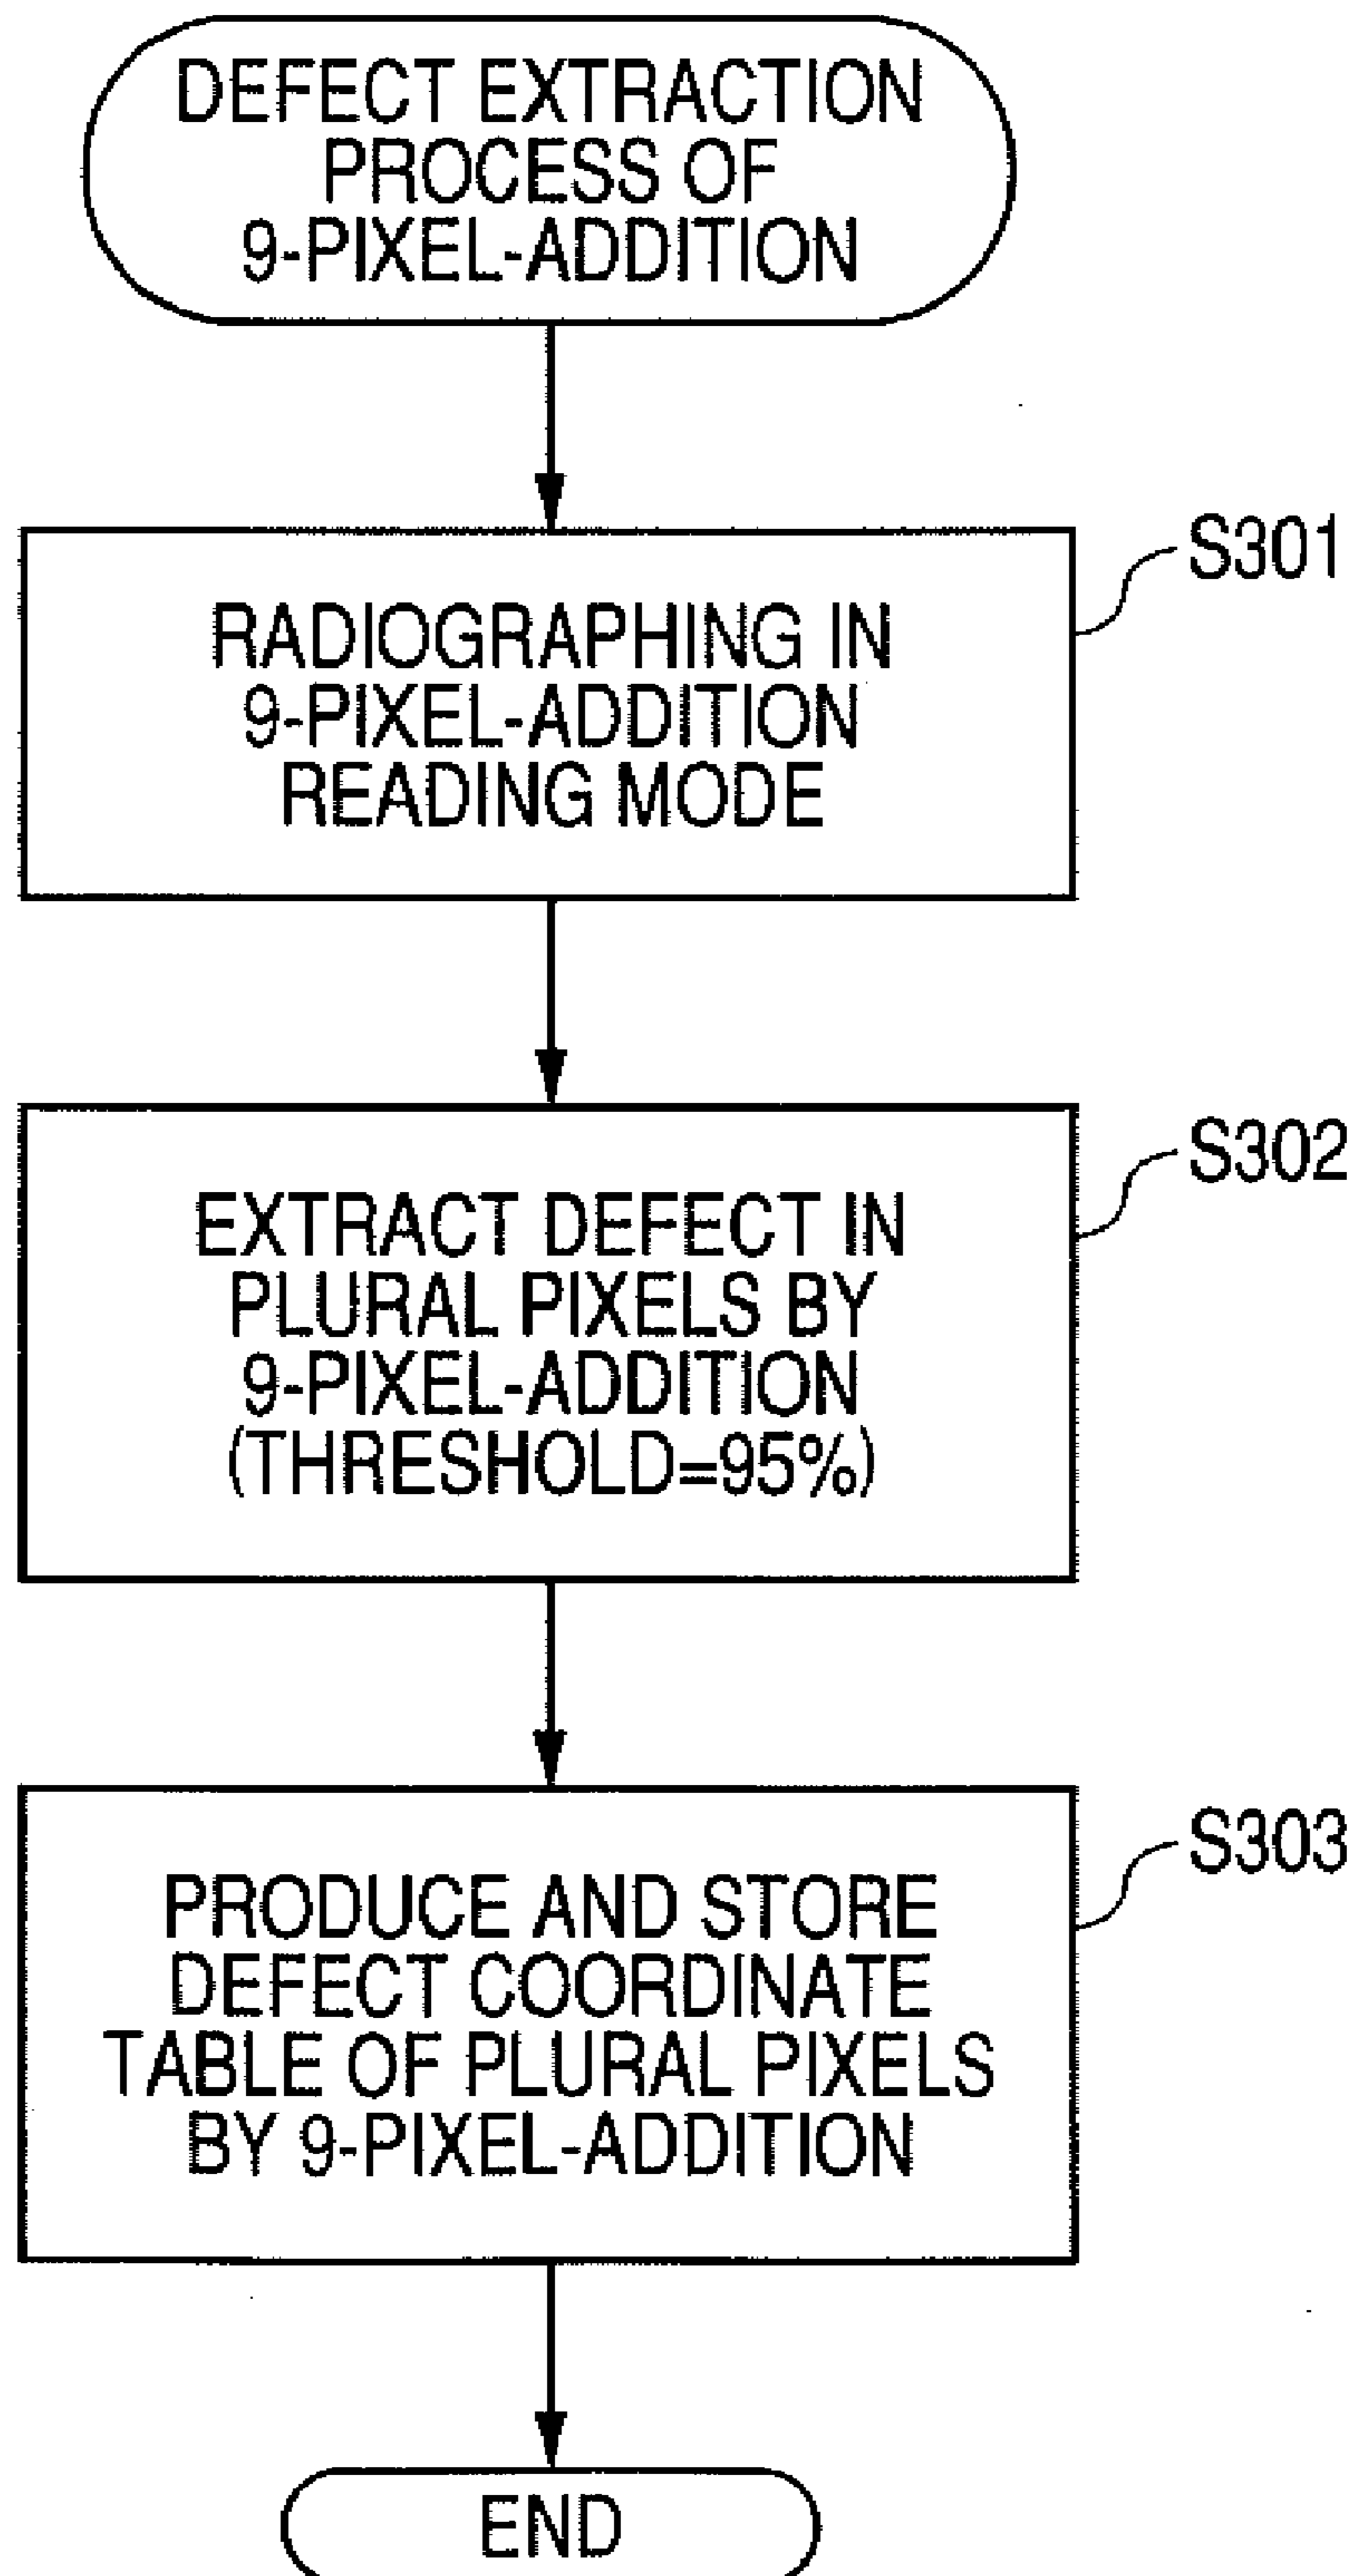 DEFECT EXTRACTION
PROCESS OF
9-PIXEL-ADDITION
S301
RADIOGRAPHING IN
9-PIXEL-ADDITION
READING MODE
S302
EXTRACT DEFECT IN
PLURAL PIXELS BY
9-PIXEL-ADDITION
(THRESHOLD=95%)
S303
PRODUCE AND STORE
DEFECT COORDINATE
TABLE OF PLURAL PIXELS
BY 9-PIXEL-ADDITION
END